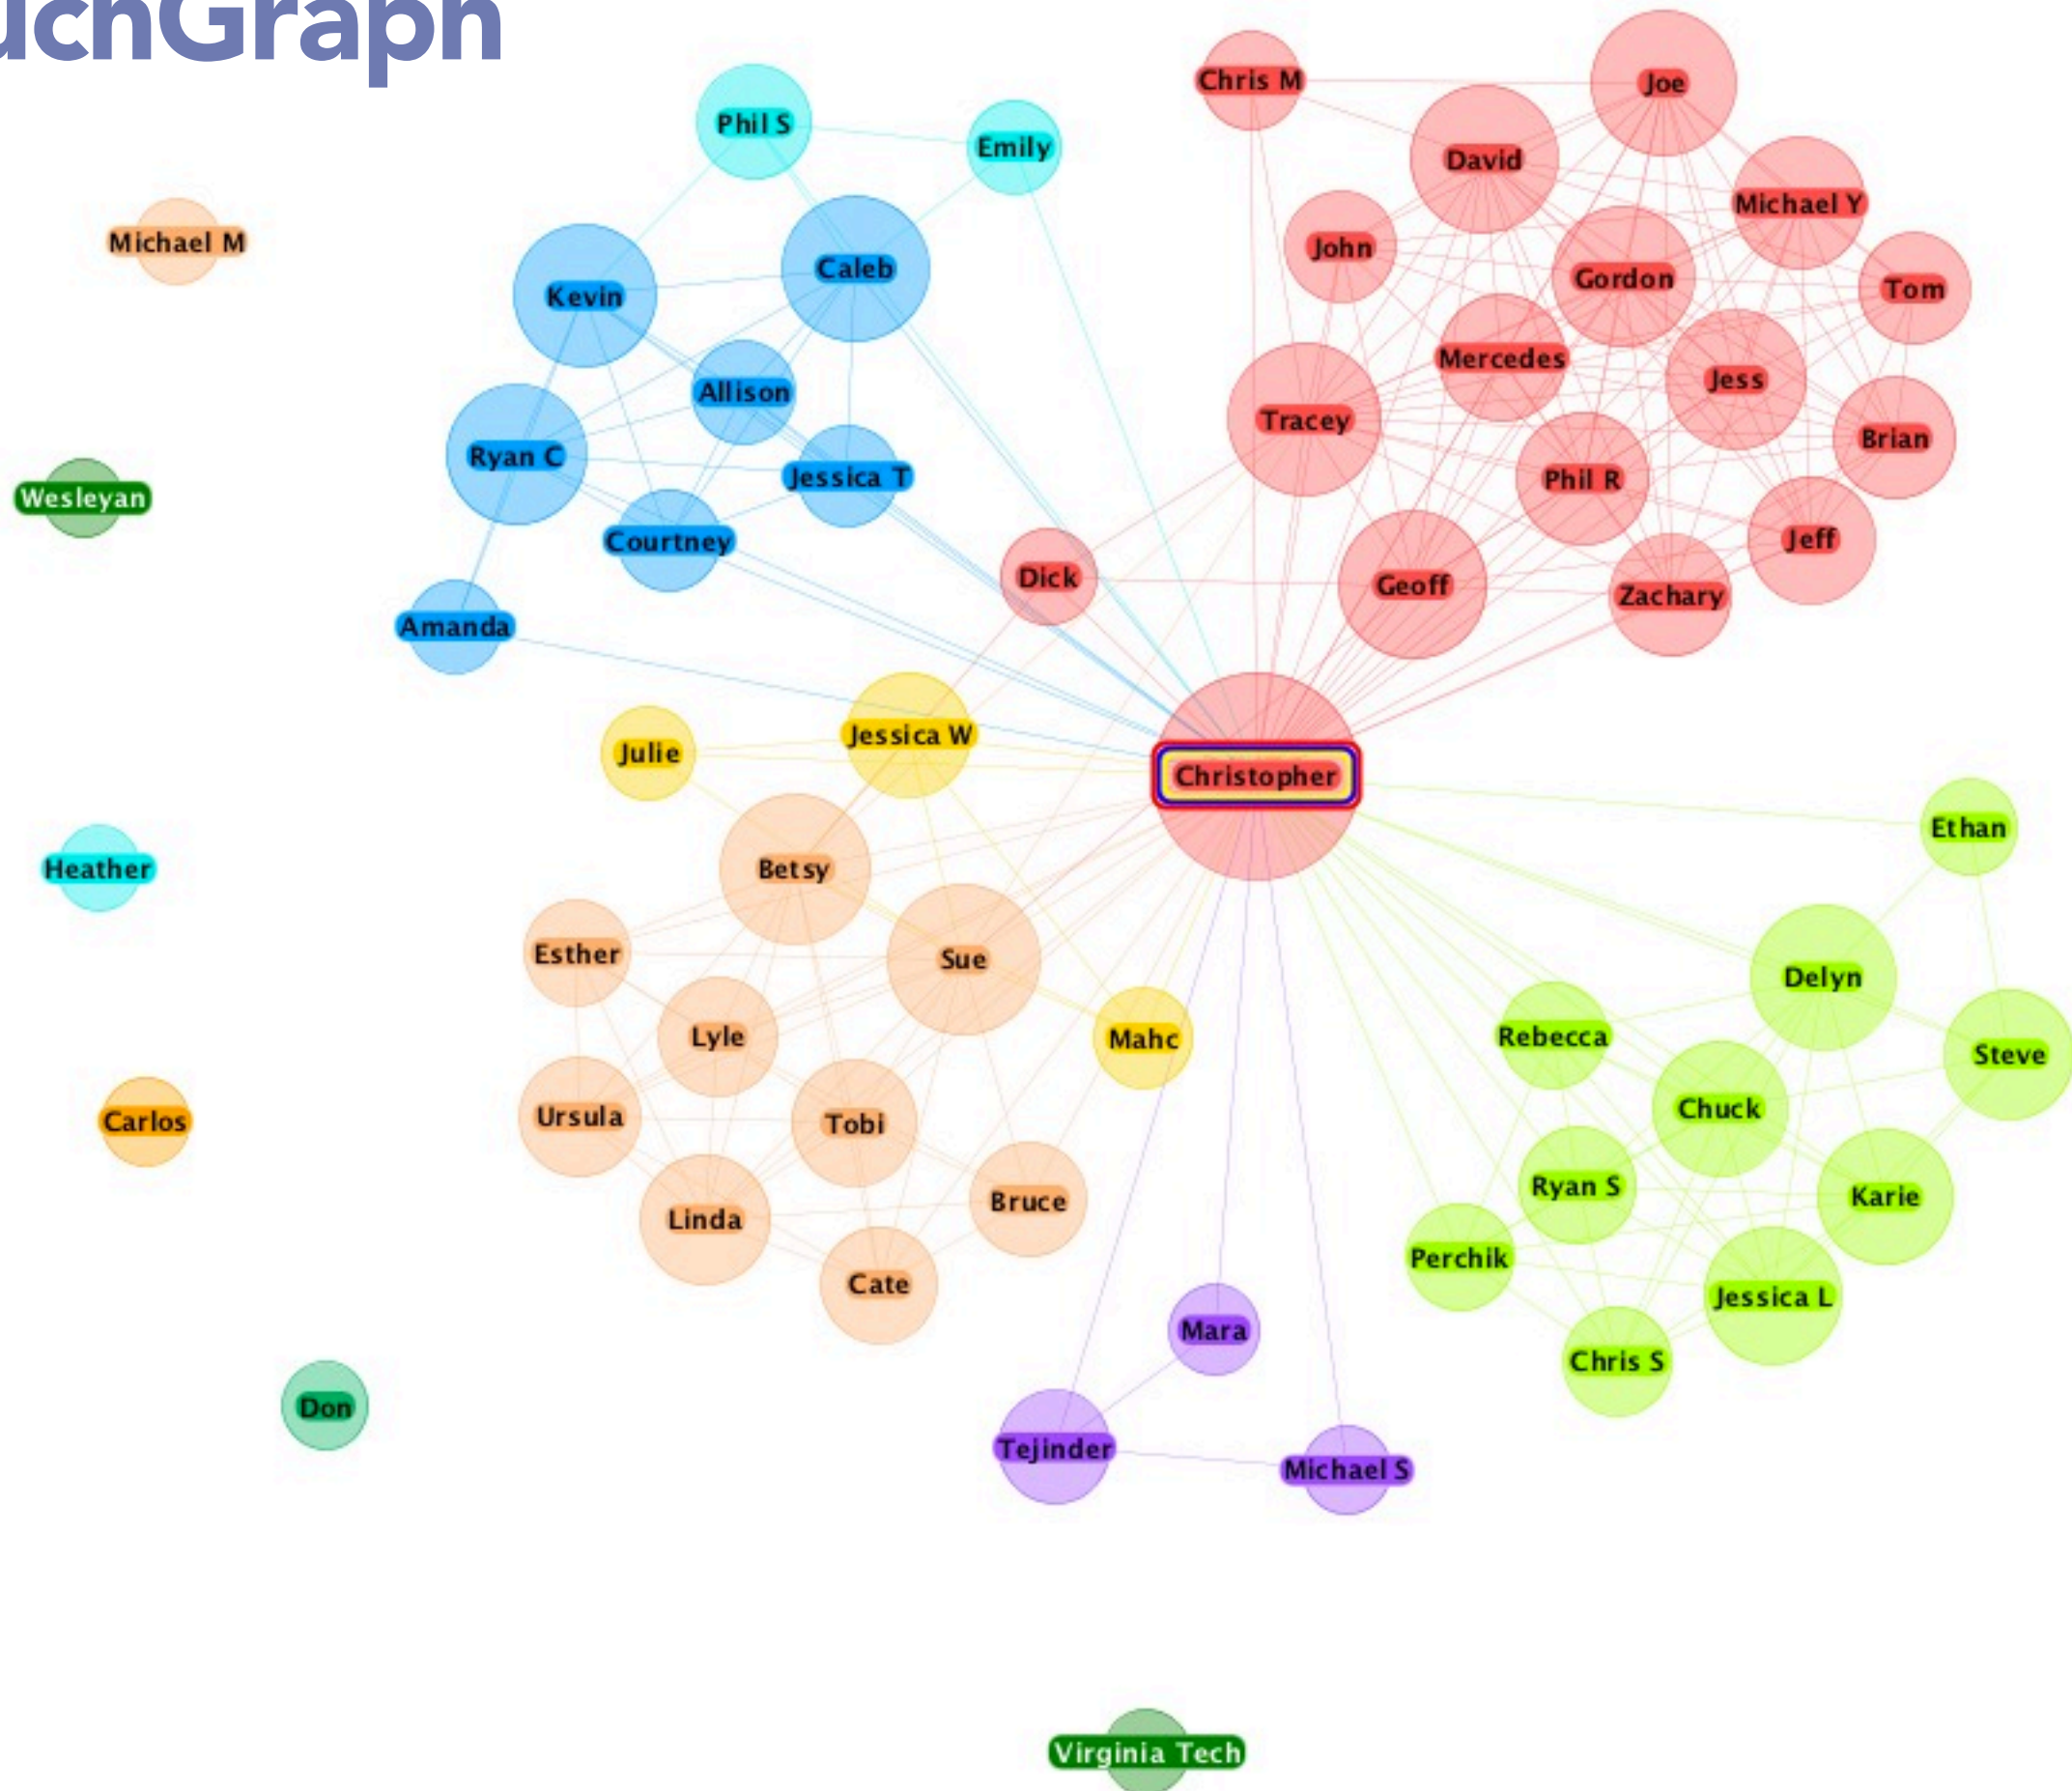 uchGraph
Chris M
Joe
Phil S
Emily
David
Michael Y
Michael M
John
Caleb
Gordon
Tom
Kevin
Mercedes
Jess
Allison
Tracey
Brian
Ryan C
Jessica T
Phil R
Wesleyan
Courtney
Jeff
Dick
Geoff
Zachary
Amanda
Jessica W
Julie
Christopher
Ethan
Heather
Betsy
Esther
Sue
Delyn
Lyle
Mahc
Rebecca
Steve
Carlos
Ursula
Tobi
Chuck
Ryan S
Karie
Bruce
Linda
Perchik
Cate
Jessica L
Mara
Chris S
Don
Tejinder
Michael S
Virginia Tech